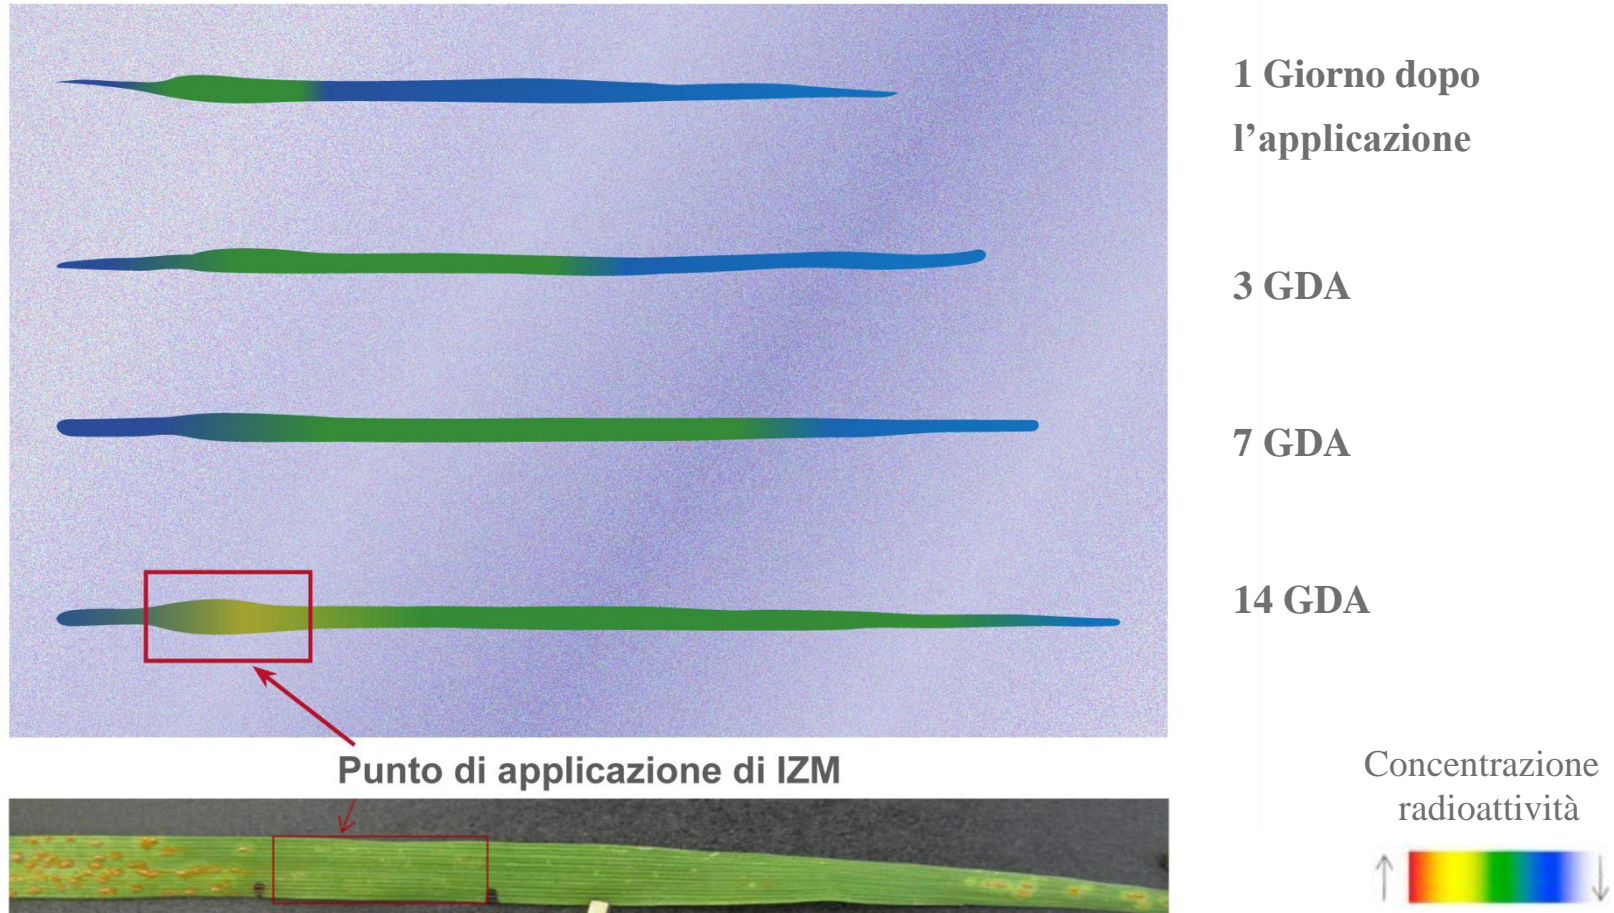 1 Giorno dopo
l’applicazione
3 GDA
7 GDA
14 GDA
Punto di applicazione di IZM
Concentrazione
radioattività